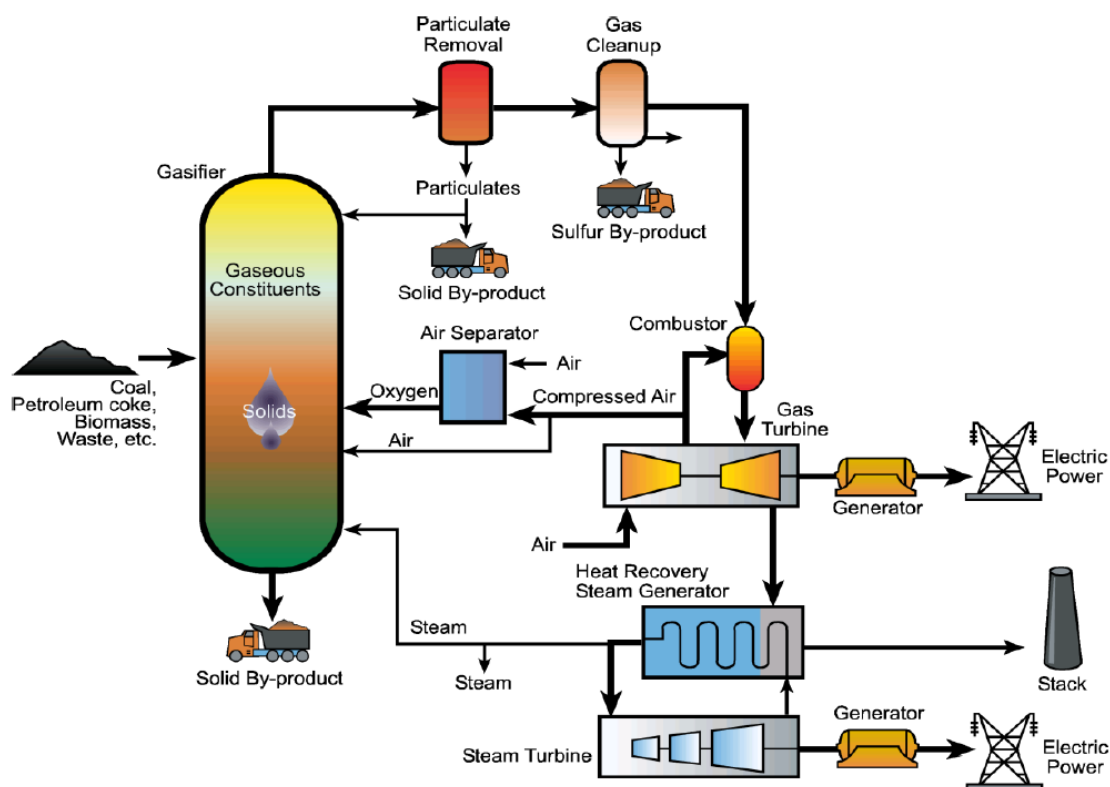 Particulate
Removal
Gas
Cleanup
Gasifier
Particulates
Sulfur By-product
Solid By-product
Gaseous
Constituents
Combustor
Air Separator
Air
Coal,
Petroleum coke,
Biomass,
Waste, etc.
Solids
Oxygen
Compressed Air
Gas
Turbine
Air
Electric
Power
Generator
Air
Heat Recovery
Steam Generator
Steam
Solid By-product
Steam
Stack
Generator
Steam Turbine
Electric
Power